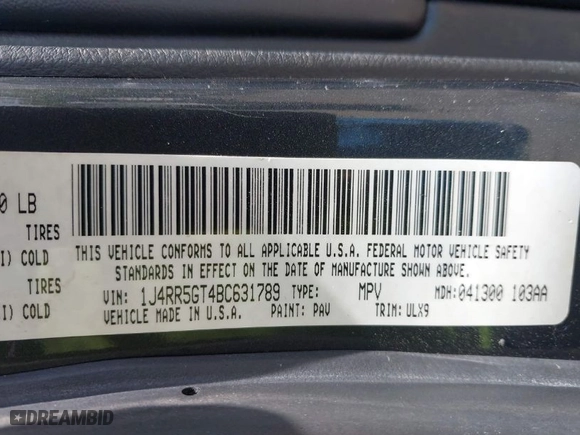 0 LB
TIRES
I) COLD
TIRES
I) COLD
THIS VEHICLE CONFORMS TO ALL APPLICABLE U.S.A. FEDERAL MOTOR VEHICLE SAFETY
STANDARDS IN EFFECT ON THE DATE OF MANUFACTURE SHOWN ABOVE.
VIN: 1J4RR5GT4BC631789 TYPE: MPV MDH: 041300 103AA
VEHICLE MADE IN U.S.A. PAINT: PAV TRIM: ULX9
DREAMBID